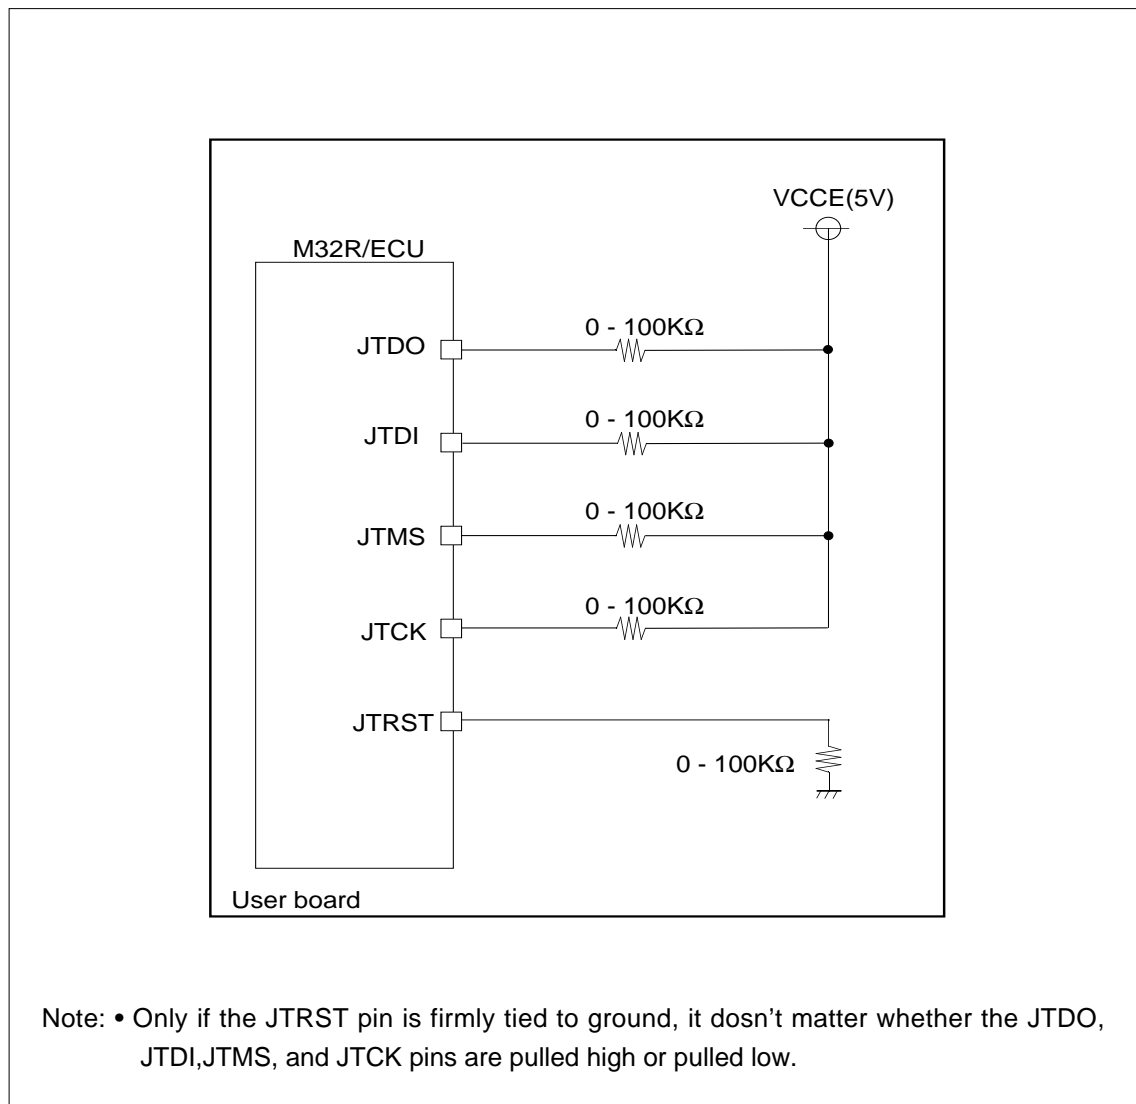 VCCE(5V)
M32R/ECU
JTDO
0 - 100KΩ
JTDI
0 - 100KΩ
JTMS
0 - 100KΩ
JTCK
0 - 100KΩ
JTRST
0 - 100KΩ
User board
Note: • Only if the JTRST pin is firmly tied to ground, it dosn't matter whether the JTDO,
JTDI,JTMS, and JTCK pins are pulled high or pulled low.